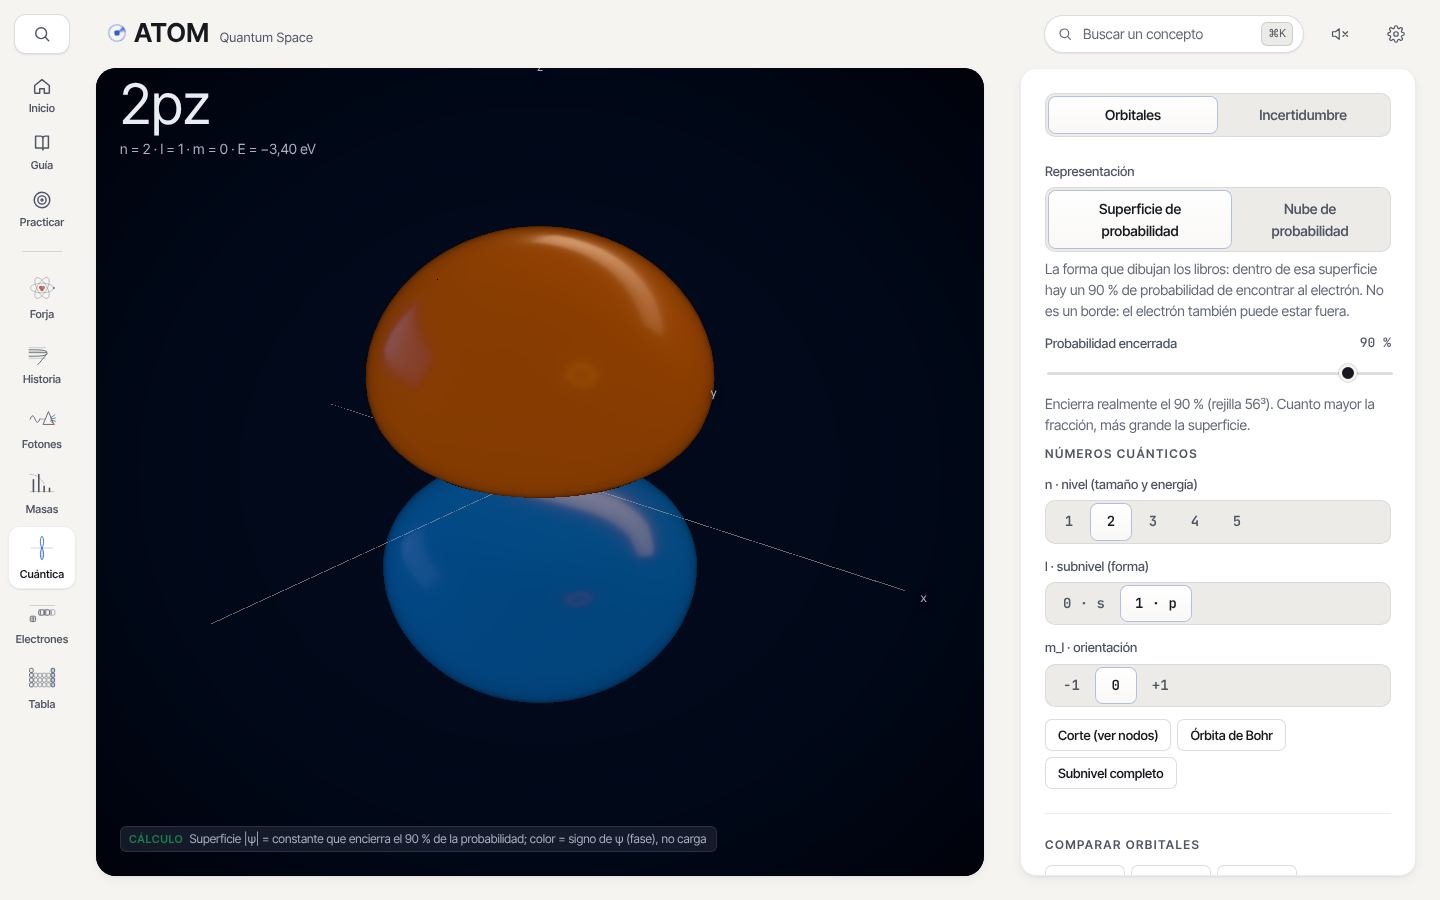 ATOM Quantum Space
Buscar un concepto ⌘K
Inicio
Guía
Practicar
Forja
Historia
Fotones
Masas
Cuántica
Electrones
Tabla
z
2pz
n = 2 · l = 1 · m = 0 · E = −3,40 eV
y
x
CÁLCULO Superficie |ψ| = constante que encierra el 90 % de la probabilidad; color = signo de ψ (fase), no carga
Orbitales Incertidumbre
Representación
Superficie de
probabilidad
Nube de
probabilidad
La forma que dibujan los libros: dentro de esa superficie
hay un 90 % de probabilidad de encontrar al electrón. No
es un borde: el electrón también puede estar fuera.
Probabilidad encerrada 90 %
Encierra realmente el 90 % (rejilla 56³). Cuanto mayor la
fracción, más grande la superficie.
NÚMEROS CUÁNTICOS
n · nivel (tamaño y energía)
1 2 3 4 5
l · subnivel (forma)
0 · s 1 · p
m_l · orientación
-1 0 +1
Corte (ver nodos) Órbita de Bohr
Subnivel completo
COMPARAR ORBITALES